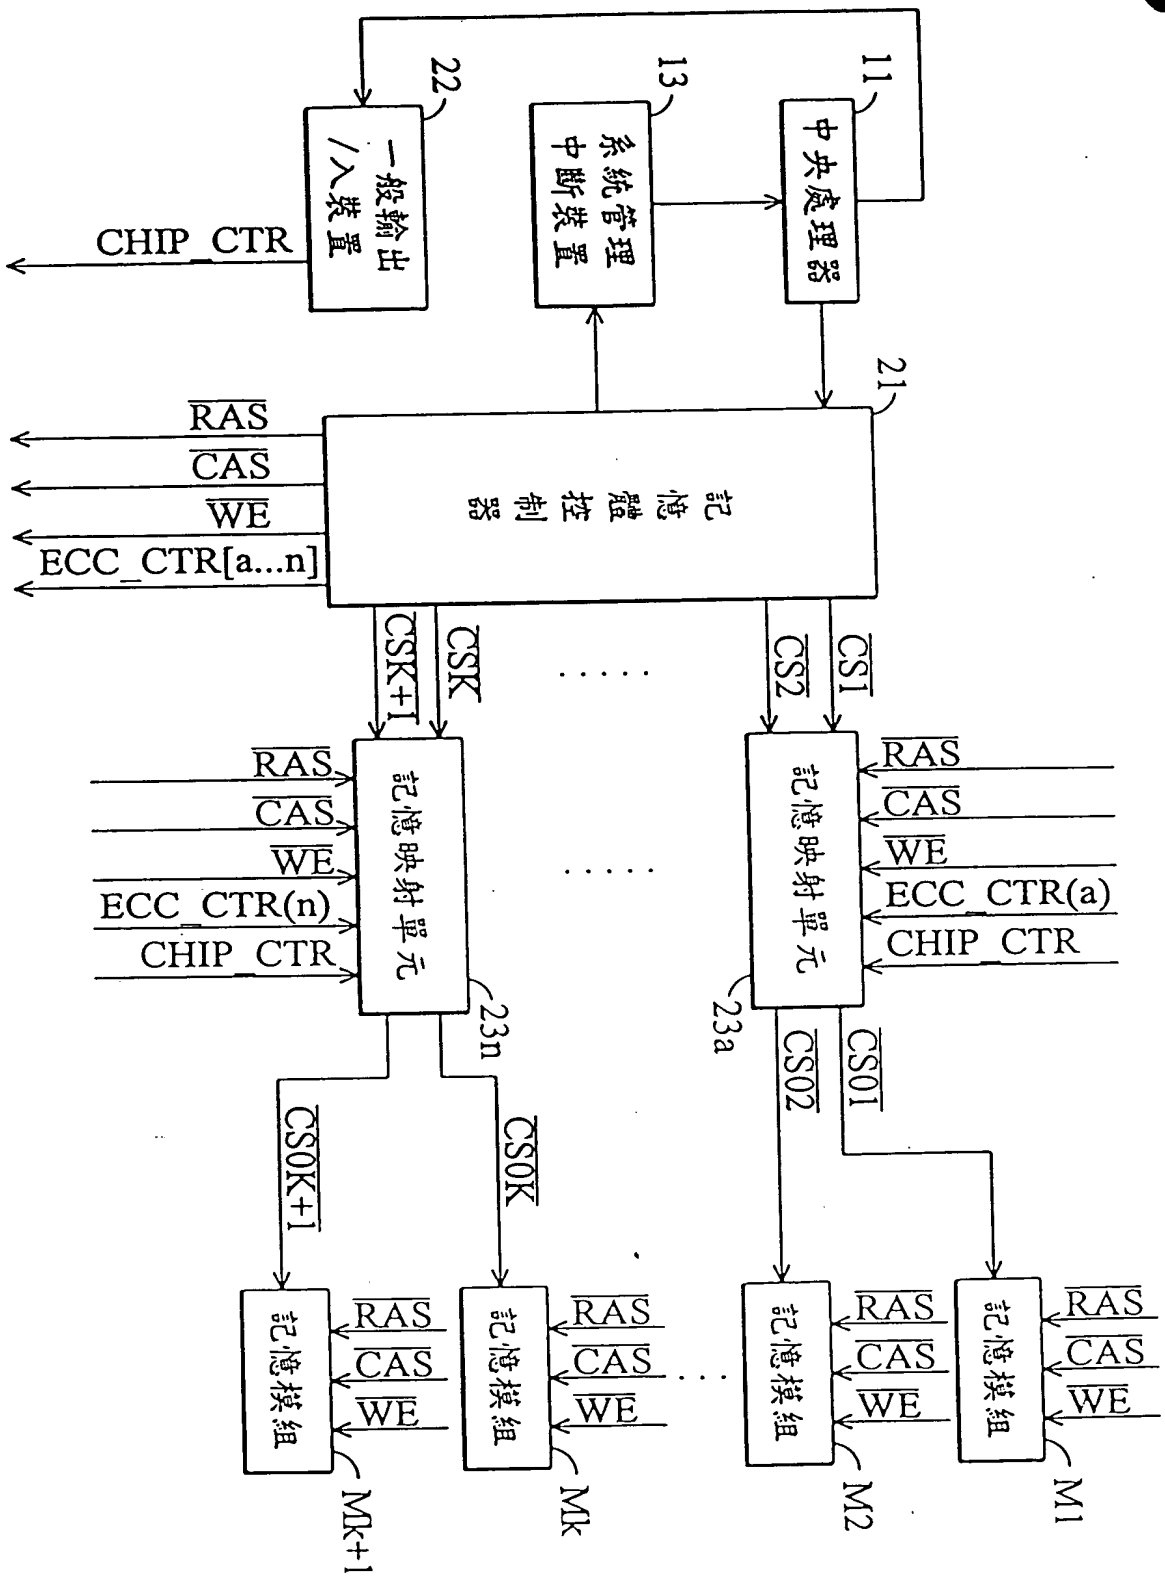 11
中央處理器
13
系統管理
中斷裝置
22
一般輸出
/入裝置
CHIP_CTR
21
記憶體控制器
RAS
CAS
WE
ECC_CTR[a...n]
CS1
CS2
.....
CSK
CSK+1
RAS
CAS
WE
ECC_CTR(a)
CHIP_CTR
記憶映射單元
23a
.....
RAS
CAS
WE
ECC_CTR(n)
CHIP_CTR
記憶映射單元
23n
CS01
CS02
CS0K
CS0K+1
RAS
CAS
WE
記憶模組
M1
RAS
CAS
WE
記憶模組
M2
....
RAS
CAS
WE
記憶模組
Mk
RAS
CAS
WE
記憶模組
Mk+1